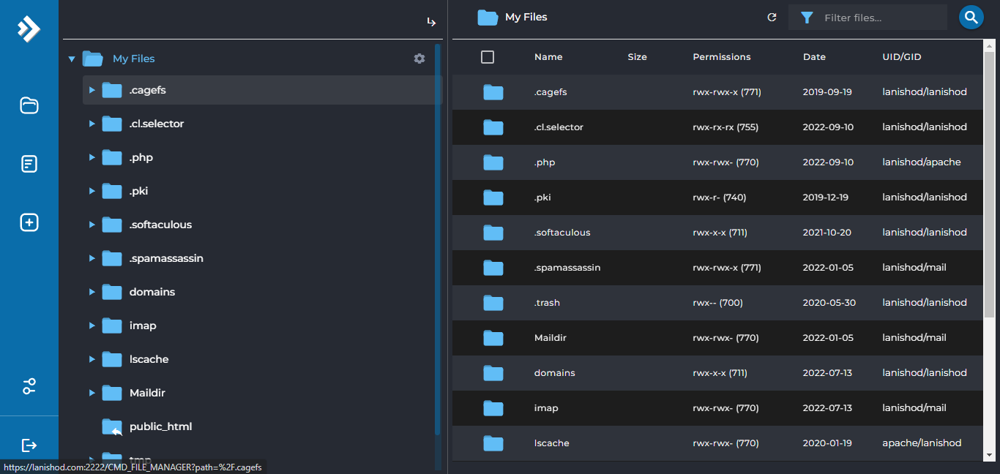 My Files
.cagefs
.cl.selector
.php
.pki
.softaculous
.spamassassin
domains
imap
lscache
Maildir
public_html
tmp
https://lanishod.com:2222/CMD_FILE_MANAGER?path=%2F.cagefs
My Files
Filter files...
Name Size Permissions Date UID/GID
.cagefs rwx-rwx-x (771) 2019-09-19 lanishod/lanishod
.cl.selector rwx-rx-rx (755) 2022-09-10 lanishod/lanishod
.php rwx-rwx- (770) 2022-09-10 lanishod/apache
.pki rwx-r- (740) 2019-12-19 lanishod/lanishod
.softaculous rwx-x-x (711) 2021-10-20 lanishod/lanishod
.spamassassin rwx-rwx-x (771) 2022-01-05 lanishod/mail
.trash rwx-- (700) 2020-05-30 lanishod/lanishod
Maildir rwx-rwx- (770) 2022-01-05 lanishod/mail
domains rwx-x-x (711) 2022-07-13 lanishod/lanishod
imap rwx-rwx- (770) 2022-07-13 lanishod/mail
lscache rwx-rwx- (770) 2020-01-19 apache/lanishod